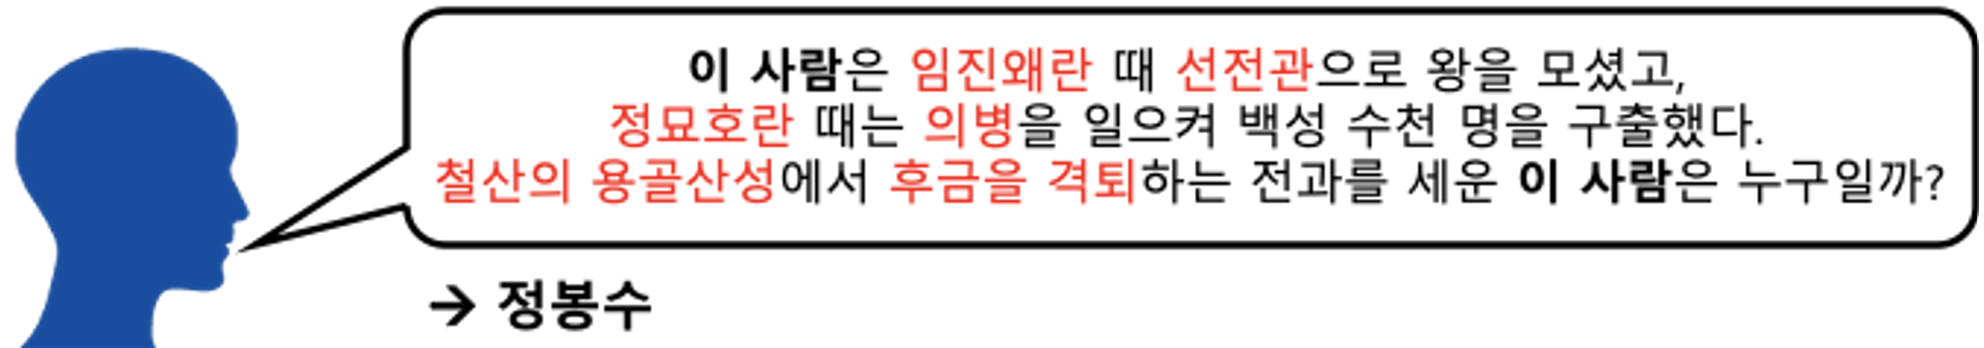 이 사람은 임진왜란 때 선전관으로 왕을 모셨고,
정묘호란 때는 의병을 일으켜 백성 수천 명을 구출했다.
철산의 용골산성에서 후금을 격퇴하는 전과를 세운 이 사람은 누구일까?
→ 정봉수